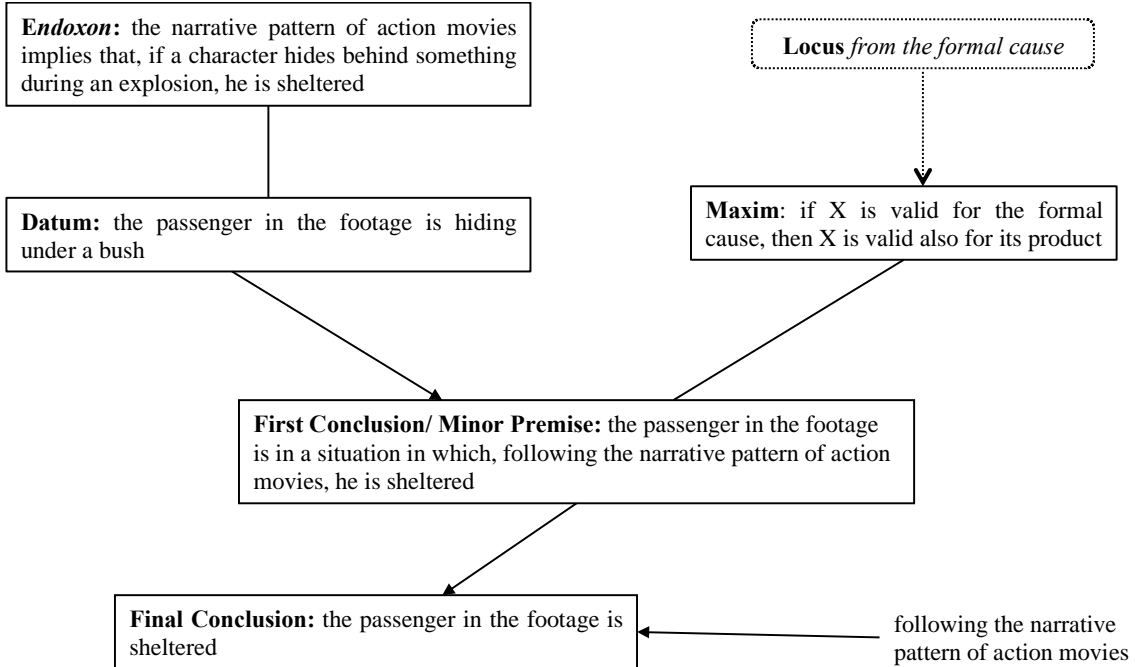 Endoxon: the narrative pattern of action movies
implies that, if a character hides behind something
during an explosion, he is sheltered
Locus from the formal cause
Datum: the passenger in the footage is hiding
under a bush
Maxim: if X is valid for the formal
cause, then X is valid also for its product
First Conclusion/ Minor Premise: the passenger in the footage
is in a situation in which, following the narrative pattern of action
movies, he is sheltered
Final Conclusion: the passenger in the footage is
sheltered
following the narrative
pattern of action movies